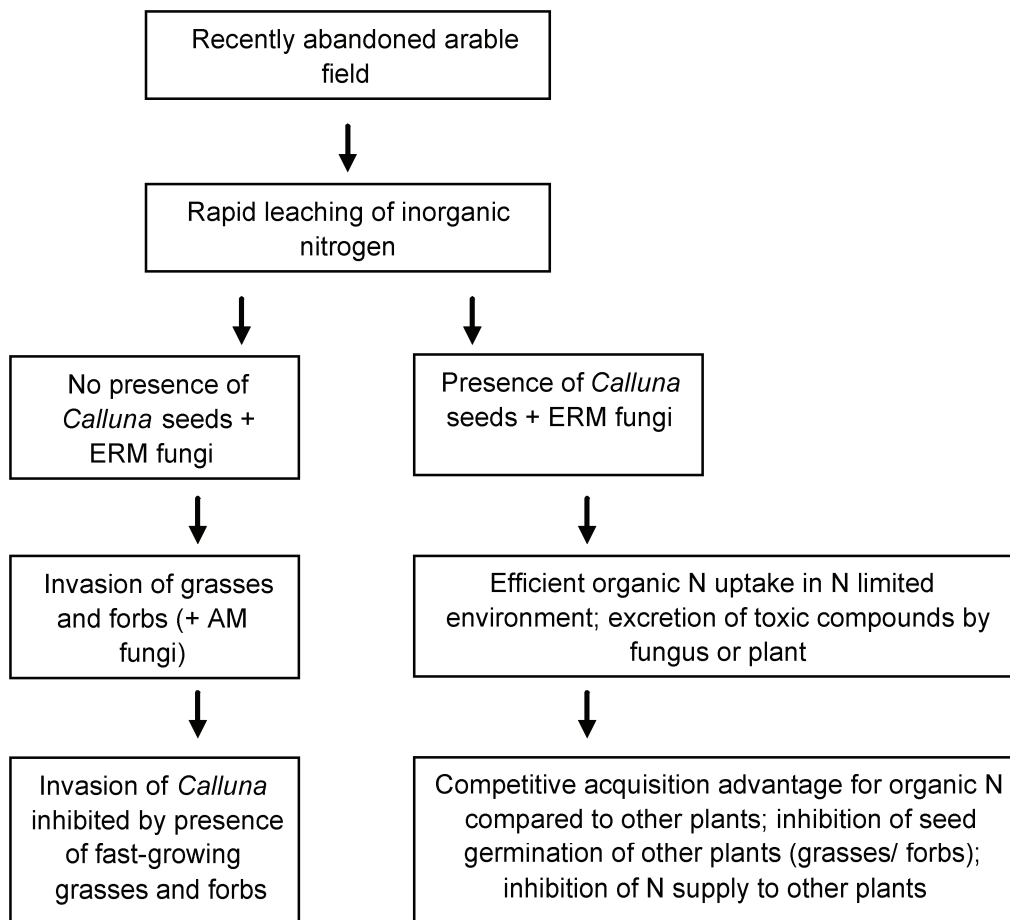 Recently abandoned arable
field
Rapid leaching of inorganic
nitrogen
No presence of
Calluna seeds +
ERM fungi
Presence of Calluna
seeds + ERM fungi
Invasion of grasses
and forbs (+ AM
fungi)
Efficient organic N uptake in N limited
environment; excretion of toxic compounds by
fungus or plant
Invasion of Calluna
inhibited by presence
of fast-growing
grasses and forbs
Competitive acquisition advantage for organic N
compared to other plants; inhibition of seed
germination of other plants (grasses/ forbs);
inhibition of N supply to other plants